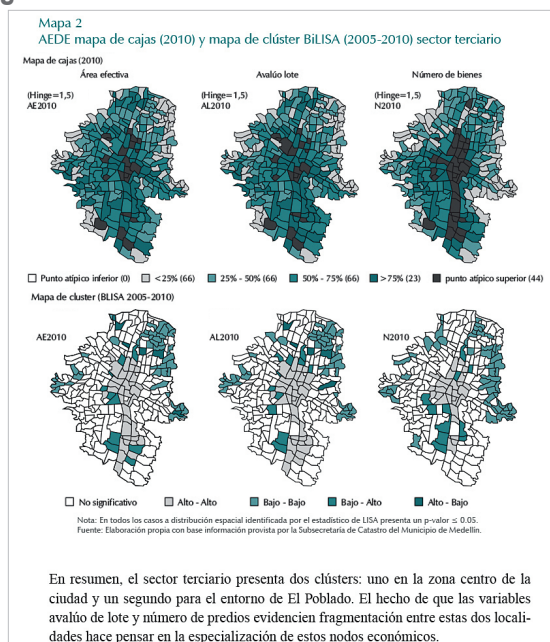 Mapa 2
AEDE mapa de cajas (2010) y mapa de clúster BiLISA (2005-2010) sector terciario
Mapa de cajas (2010)
Área efectiva
Avalúo lote
Número de bienes
(Hinge=1,5)
AE2010
(Hinge=1,5)
AL2010
(Hinge=1,5)
N2010
Punto atípico inferior (0) <25% (66) 25% - 50% (66) 50% - 75% (66) >75% (23) punto atípico superior (44)
Mapa de cluster (BLISA 2005-2010)
AE2010
AL2010
N2010
No significativo Alto - Alto Bajo - Bajo Bajo - Alto Alto - Bajo
Nota: En todos los casos a distribución espacial identificada por el estadístico de LISA presenta un p-valor ≤ 0.05.
Fuente: Elaboración propia con base información provista por la Subsecretaría de Catastro del Municipio de Medellín.
En resumen, el sector terciario presenta dos clústers: uno en la zona centro de la
ciudad y un segundo para el entorno de El Poblado. El hecho de que las variables
avalúo de lote y número de predios evidencien fragmentación entre estas dos locali-
dades hace pensar en la especialización de estos nodos económicos.